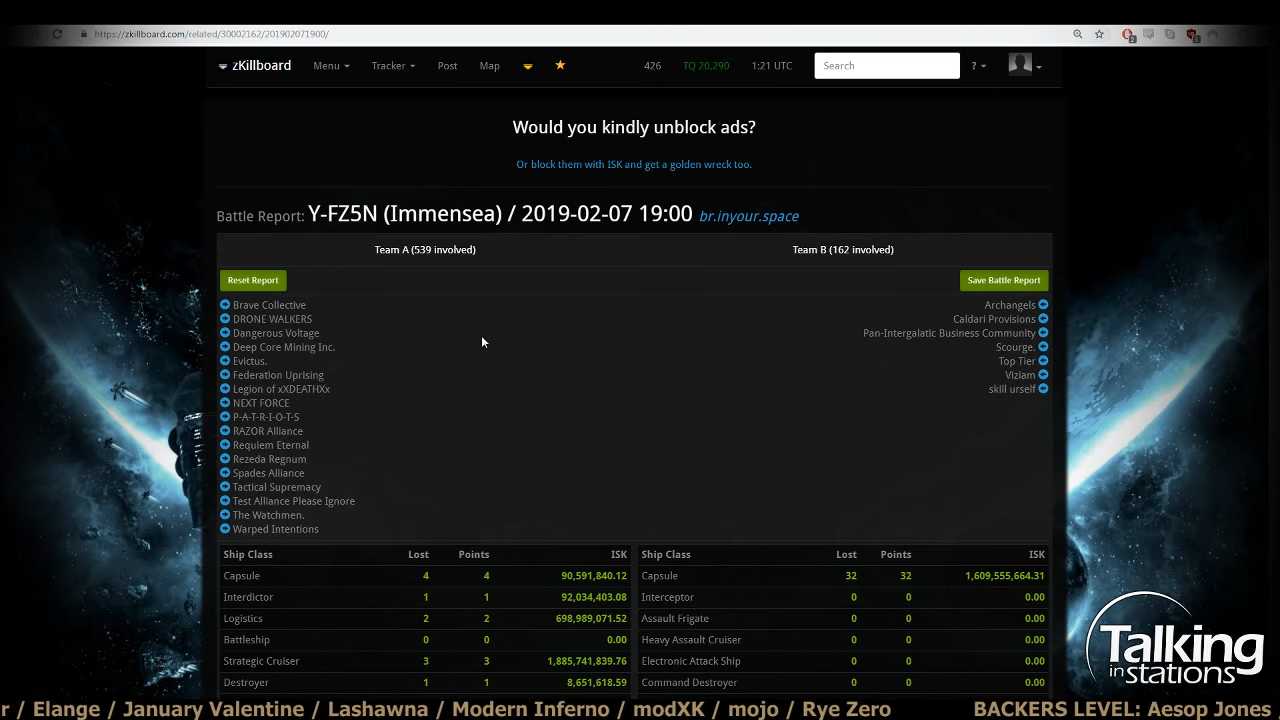 https://zkillboard.com/related/30002162/201902071900/
zKillboard Menu Tracker Post Map 426 TQ 20,290 1:21 UTC Search ?
Would you kindly unblock ads?
Or block them with ISK and get a golden wreck too.
Battle Report: Y-FZ5N (Immensea) / 2019-02-07 19:00 br.inyour.space
Team A (539 involved) Team B (162 involved)
Reset Report Save Battle Report
Brave Collective Archangels
DRONE WALKERS Caldari Provisions
Dangerous Voltage Pan-Intergalatic Business Community
Deep Core Mining Inc. Scourge.
Evictus. Top Tier
Federation Uprising Viziam
Legion of xXDEATHXx skill urself
NEXT FORCE
P-A-T-R-I-O-T-S
RAZOR Alliance
Requiem Eternal
Rezeda Regnum
Spades Alliance
Tactical Supremacy
Test Alliance Please Ignore
The Watchmen.
Warped Intentions
Ship Class Lost Points ISK Ship Class Lost Points ISK
Capsule 4 4 90,591,840.12 Capsule 32 32 1,609,555,664.31
Interdictor 1 1 92,034,403.08 Interceptor 0 0 0.00
Logistics 2 2 698,989,071.52 Assault Frigate 0 0 0.00
Battleship 0 0 0.00 Heavy Assault Cruiser 0 0 0.00
Strategic Cruiser 3 3 1,885,741,839.76 Electronic Attack Ship 0 0 0.00
Destroyer 1 1 8,651,618.59 Command Destroyer 0 0 0.00
Talking
in stations
r / Elange / January Valentine / Lashawna / Modern Inferno / modXK / mojo / Rye Zero BACKERS LEVEL: Aesop Jones